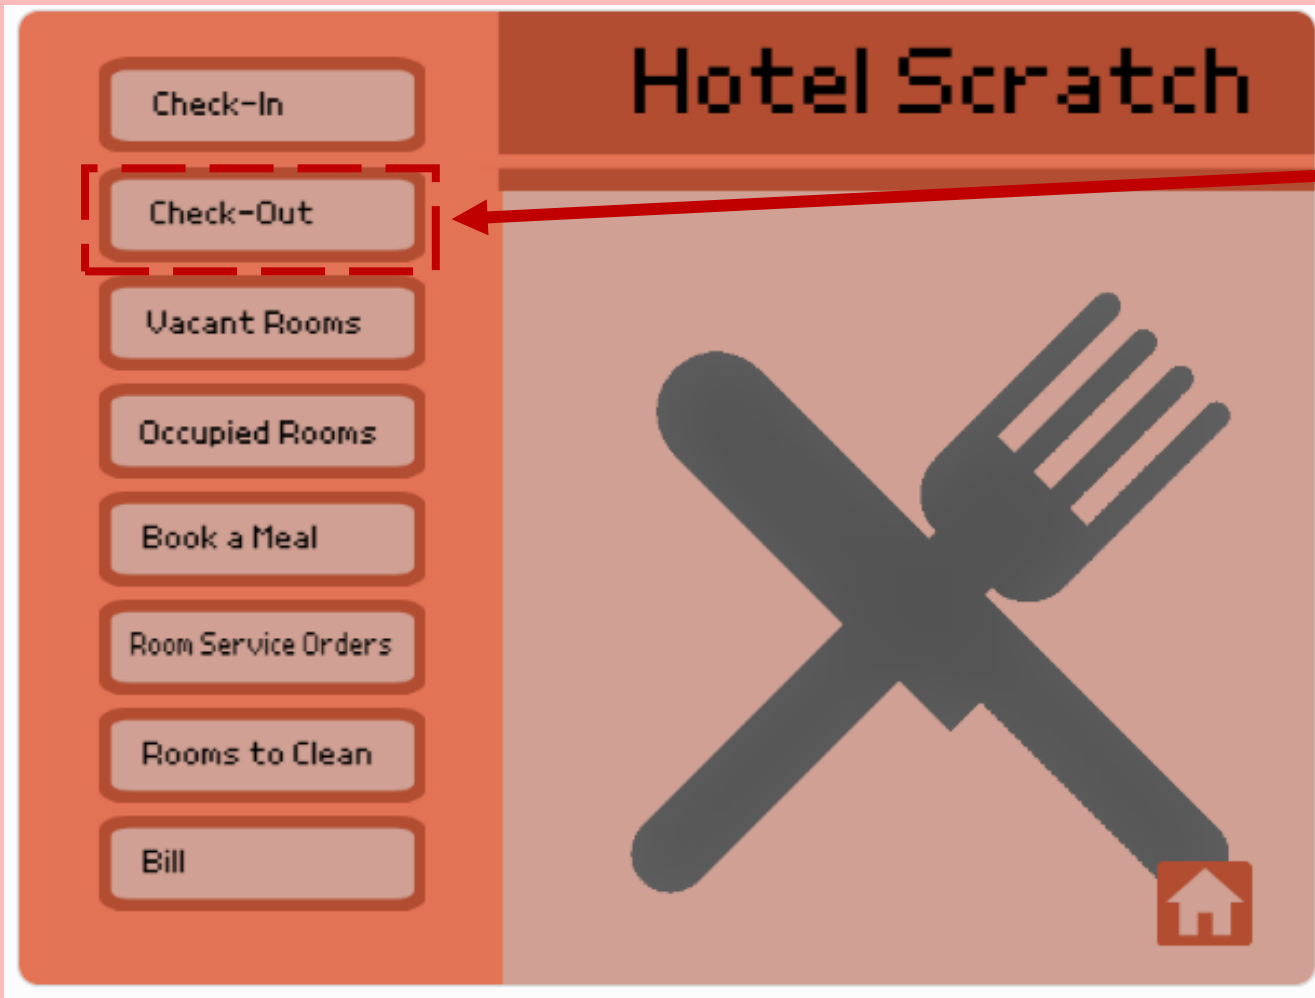 Hotel Scratch
Check-In
Check-Out
Vacant Rooms
Occupied Rooms
Book a Meal
Room Service Orders
Rooms to Clean
Bill